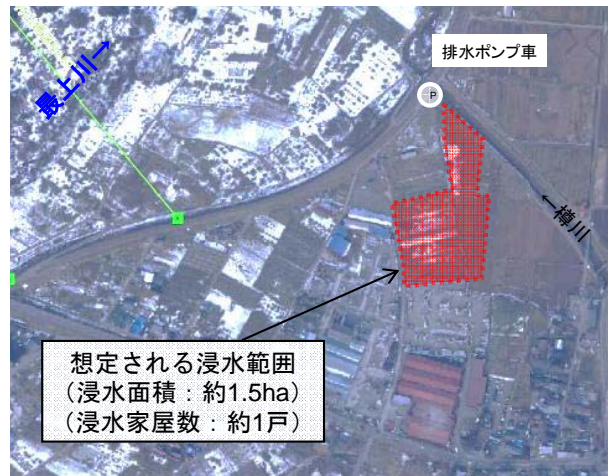 排水ポンプ車
P
最上川→
←樽川
想定される浸水範囲
（浸水面積：約1.5ha）
（浸水家屋数：約1戸）